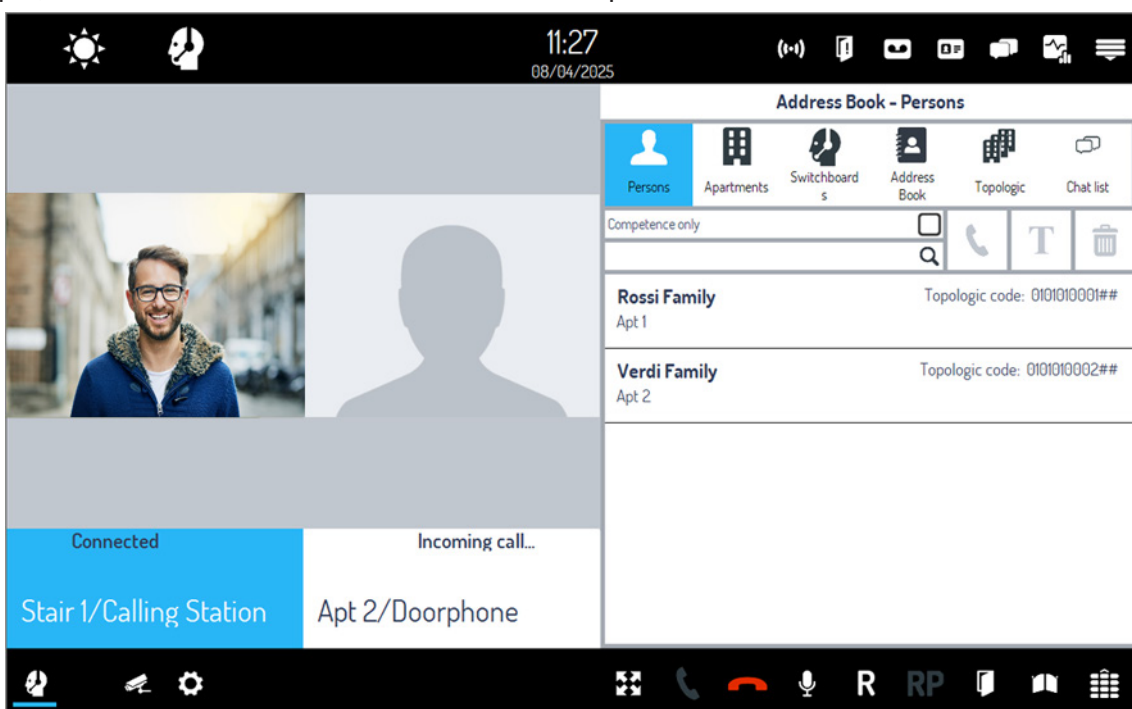 11:27
08/04/2025
Address Book - Persons
Persons
Apartments
Switchboard
s
Address
Book
Topologic
Chat list
Competence only
T
Rossi Family
Topologic code: 0101010001##
Apt 1
Verdi Family
Topologic code: 0101010002##
Apt 2
Connected
Incoming call...
Stair 1/Calling Station
Apt 2/Doorphone
R
RP